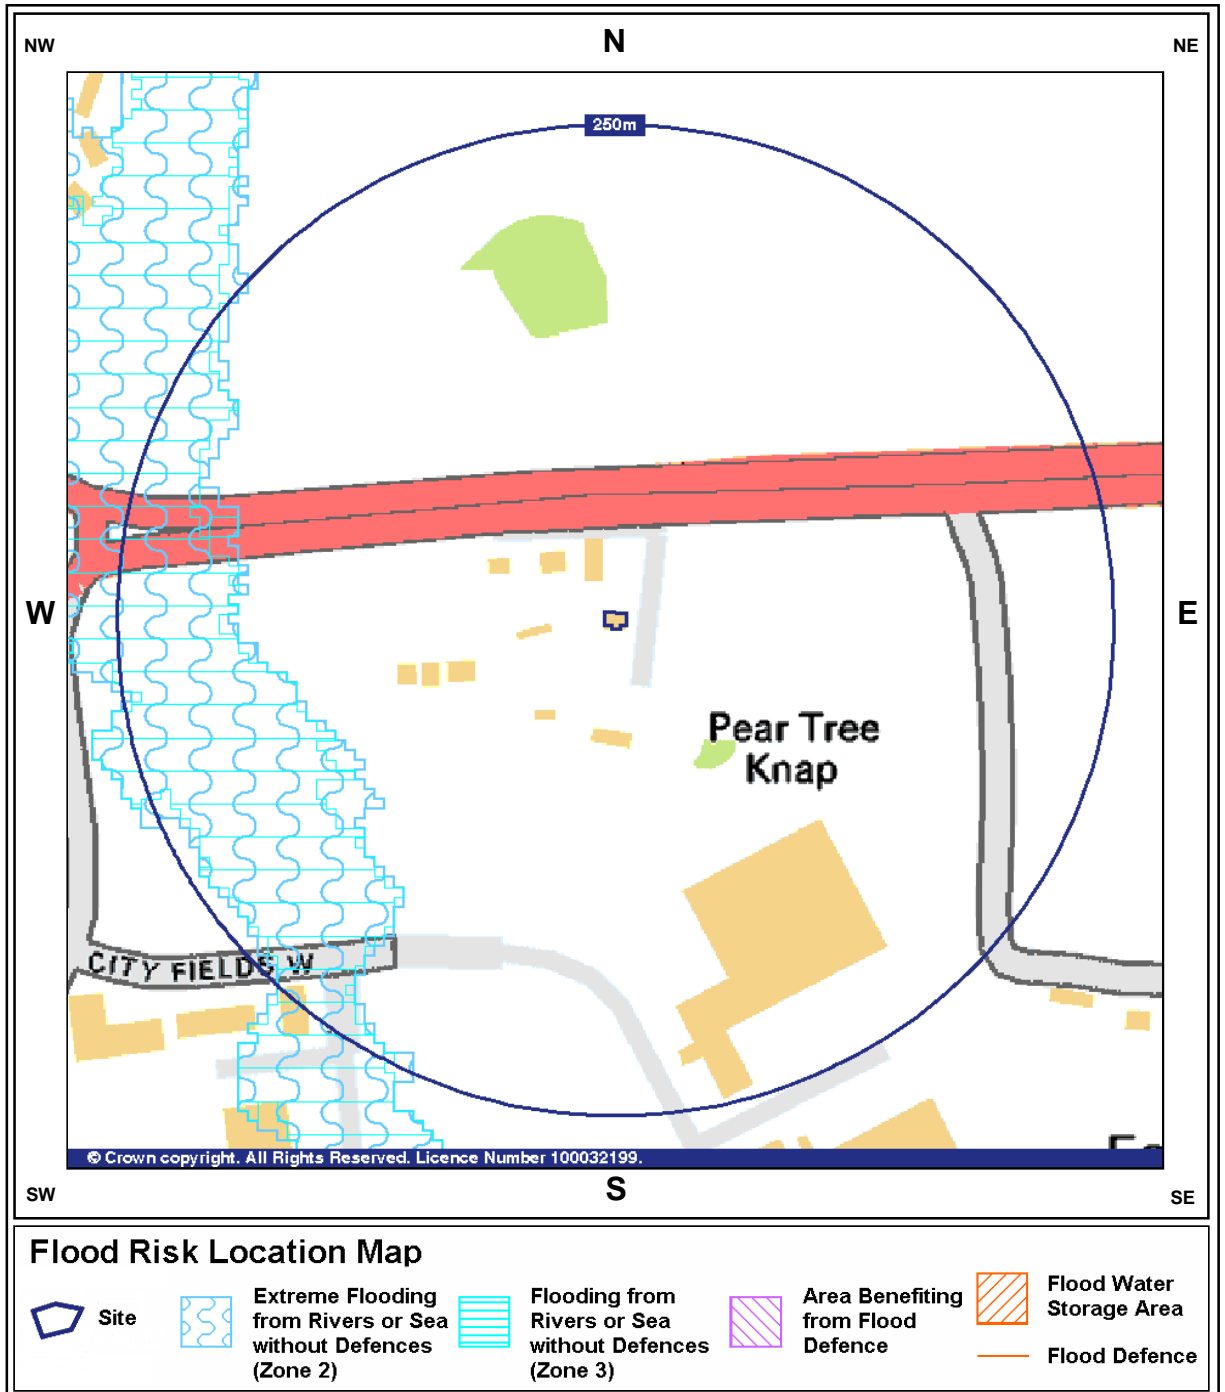 NW
N
NE
250m
W
E
Pear Tree
Knap
CITY FIELDS W
© Crown copyright. All Rights Reserved. Licence Number 100032199.
SW
S
SE
Flood Risk Location Map
Site
Extreme Flooding
from Rivers or Sea
without Defences
(Zone 2)
Flooding from
Rivers or Sea
without Defences
(Zone 3)
Area Benefiting
from Flood
Defence
Flood Water
Storage Area
Flood Defence